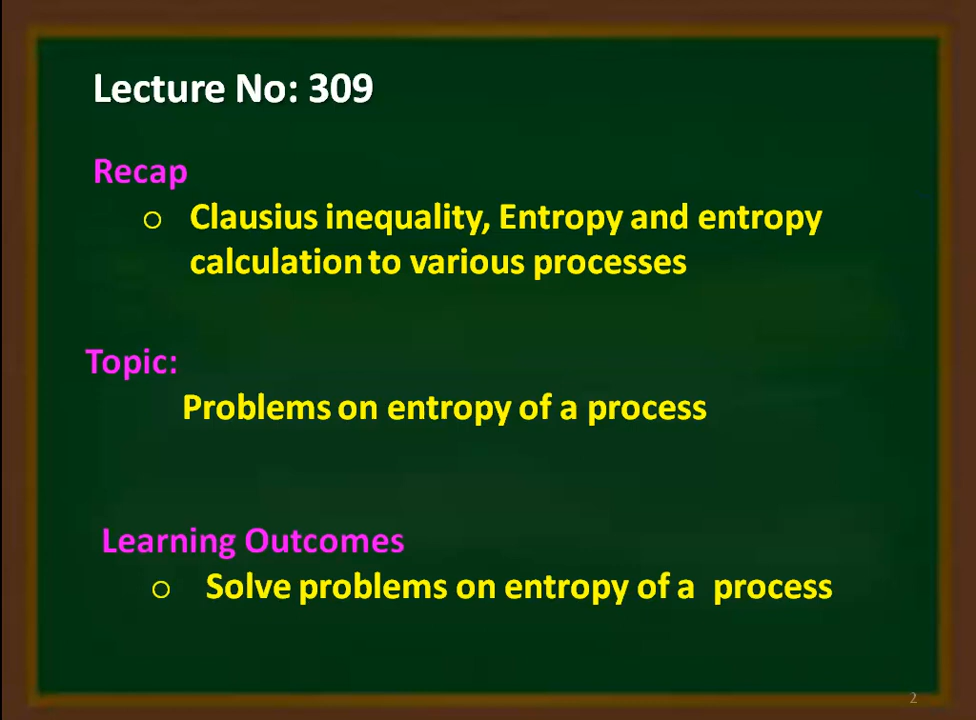 Lecture No: 309
Recap
○ Clausius inequality, Entropy and entropy
calculation to various processes
Topic:
Problems on entropy of a process
Learning Outcomes
○ Solve problems on entropy of a process
2